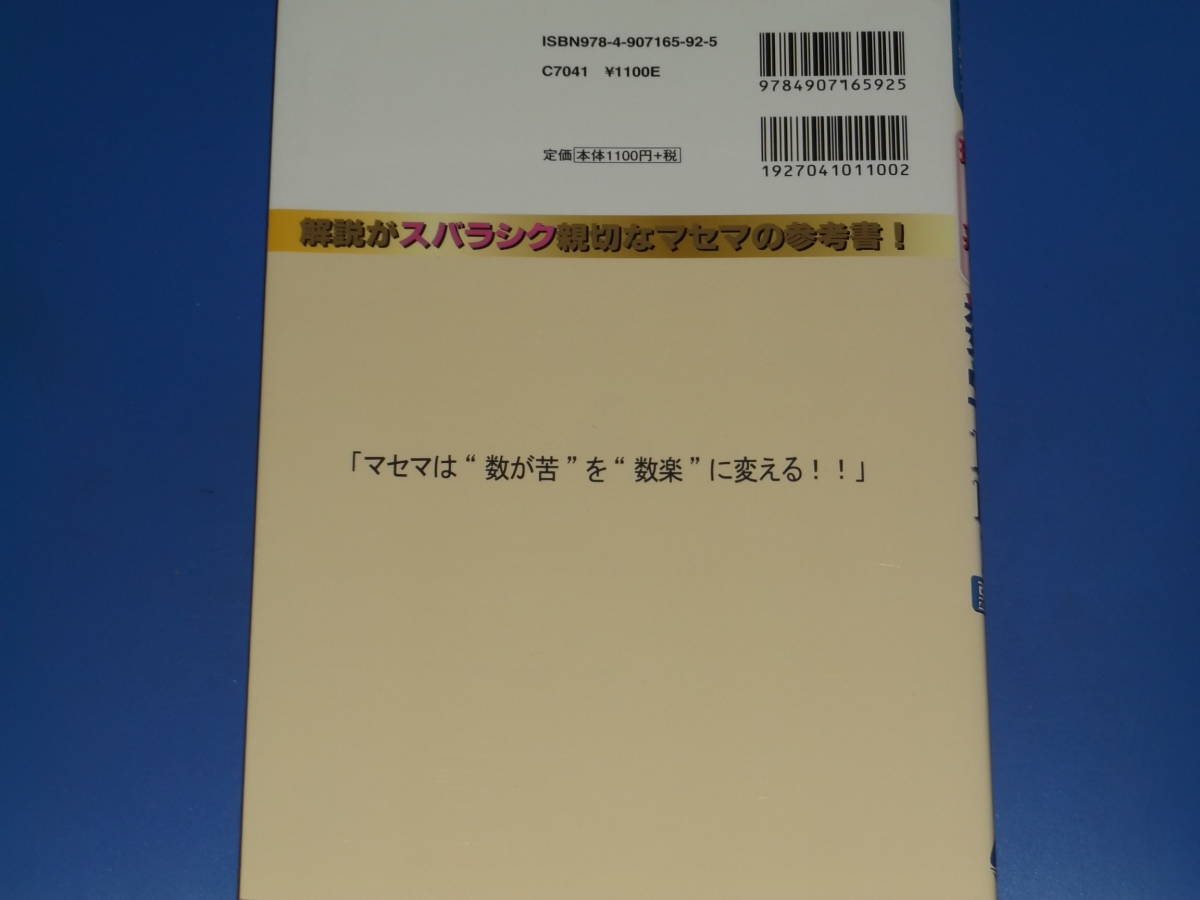 ISBN978-4-907165-92-5
C7041 ¥1100E
9784907165925
定価 本体1100円+税
1927041011002
解説がスバラシク親切なマセマの参考書！
「マセマは“数が苦”を“数楽”に変える！！」